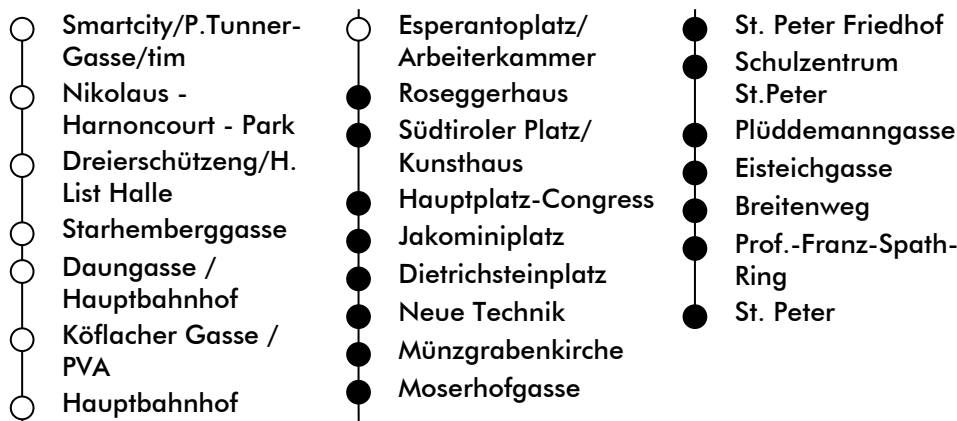 Smartcity/P.Tunner-
Gasse/tim
Nikolaus -
Harnoncourt - Park
Dreierschützeng/H.
List Halle
Starhemberggasse
Daungasse /
Hauptbahnhof
Köflacher Gasse /
PVA
Hauptbahnhof
Esperantoplatz/
Arbeiterkammer
Roseggerhaus
Südtiroler Platz/
Kunsthaus
Hauptplatz-Congress
Jakominiplatz
Dietrichsteinplatz
Neue Technik
Münzgrabenkirche
Moserhofgasse
St. Peter Friedhof
Schulzentrum
St.Peter
Plüddemanngasse
Eisteichgasse
Breitenweg
Prof.-Franz-Spath-
Ring
St. Peter